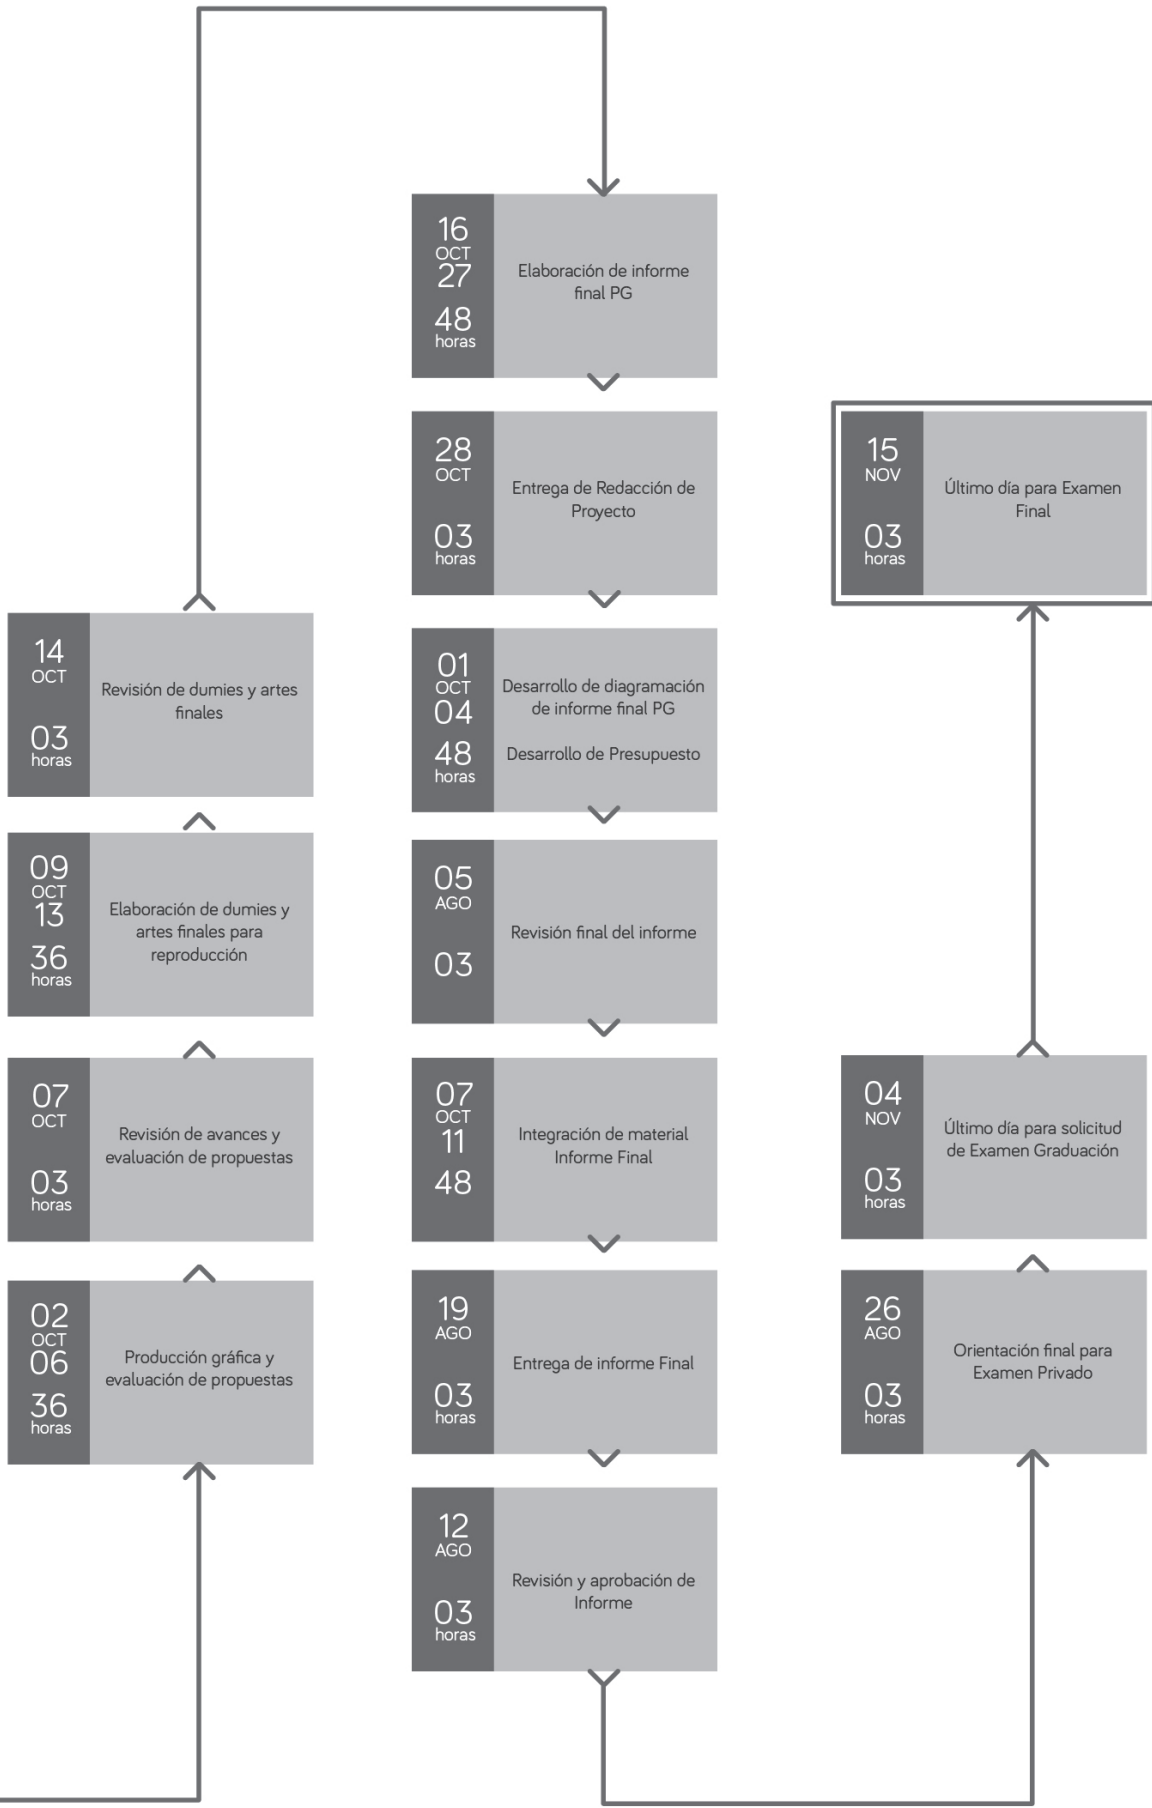 02
OCT
06
36
horas
Producción gráfica y
evaluación de propuestas
07
OCT
03
horas
Revisión de avances y
evaluación de propuestas
09
OCT
13
36
horas
Elaboración de dumies y
artes finales para
reproducción
14
OCT
03
horas
Revisión de dumies y artes
finales
16
OCT
27
48
horas
Elaboración de informe
final PG
28
OCT
03
horas
Entrega de Redacción de
Proyecto
01
OCT
04
48
horas
Desarrollo de diagramación
de informe final PG
Desarrollo de Presupuesto
05
AGO
03
Revisión final del informe
07
OCT
11
48
Integración de material
Informe Final
19
AGO
03
horas
Entrega de informe Final
12
AGO
03
horas
Revisión y aprobación de
Informe
26
AGO
03
horas
Orientación final para
Examen Privado
04
NOV
03
horas
Último día para solicitud
de Examen Graduación
15
NOV
03
horas
Último día para Examen
Final